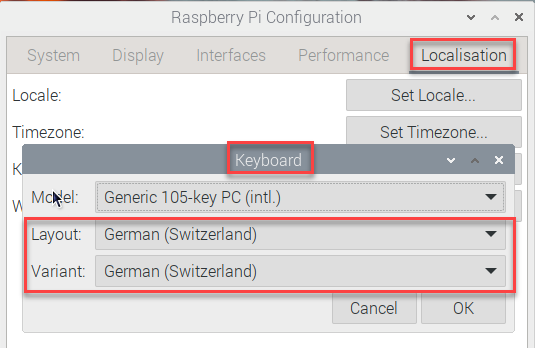 Raspberry Pi Configuration
System Display Interfaces Performance Localisation
Locale: Set Locale...
Timezone: Set Timezone...
Keyboard
K
Model: Generic 105-key PC (intl.)
W
Layout: German (Switzerland)
Variant: German (Switzerland)
Cancel OK